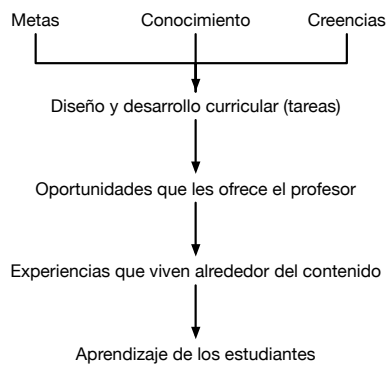 Metas Conocimiento Creencias
Diseño y desarrollo curricular (tareas)
Oportunidades que les ofrece el profesor
Experiencias que viven alrededor del contenido
Aprendizaje de los estudiantes